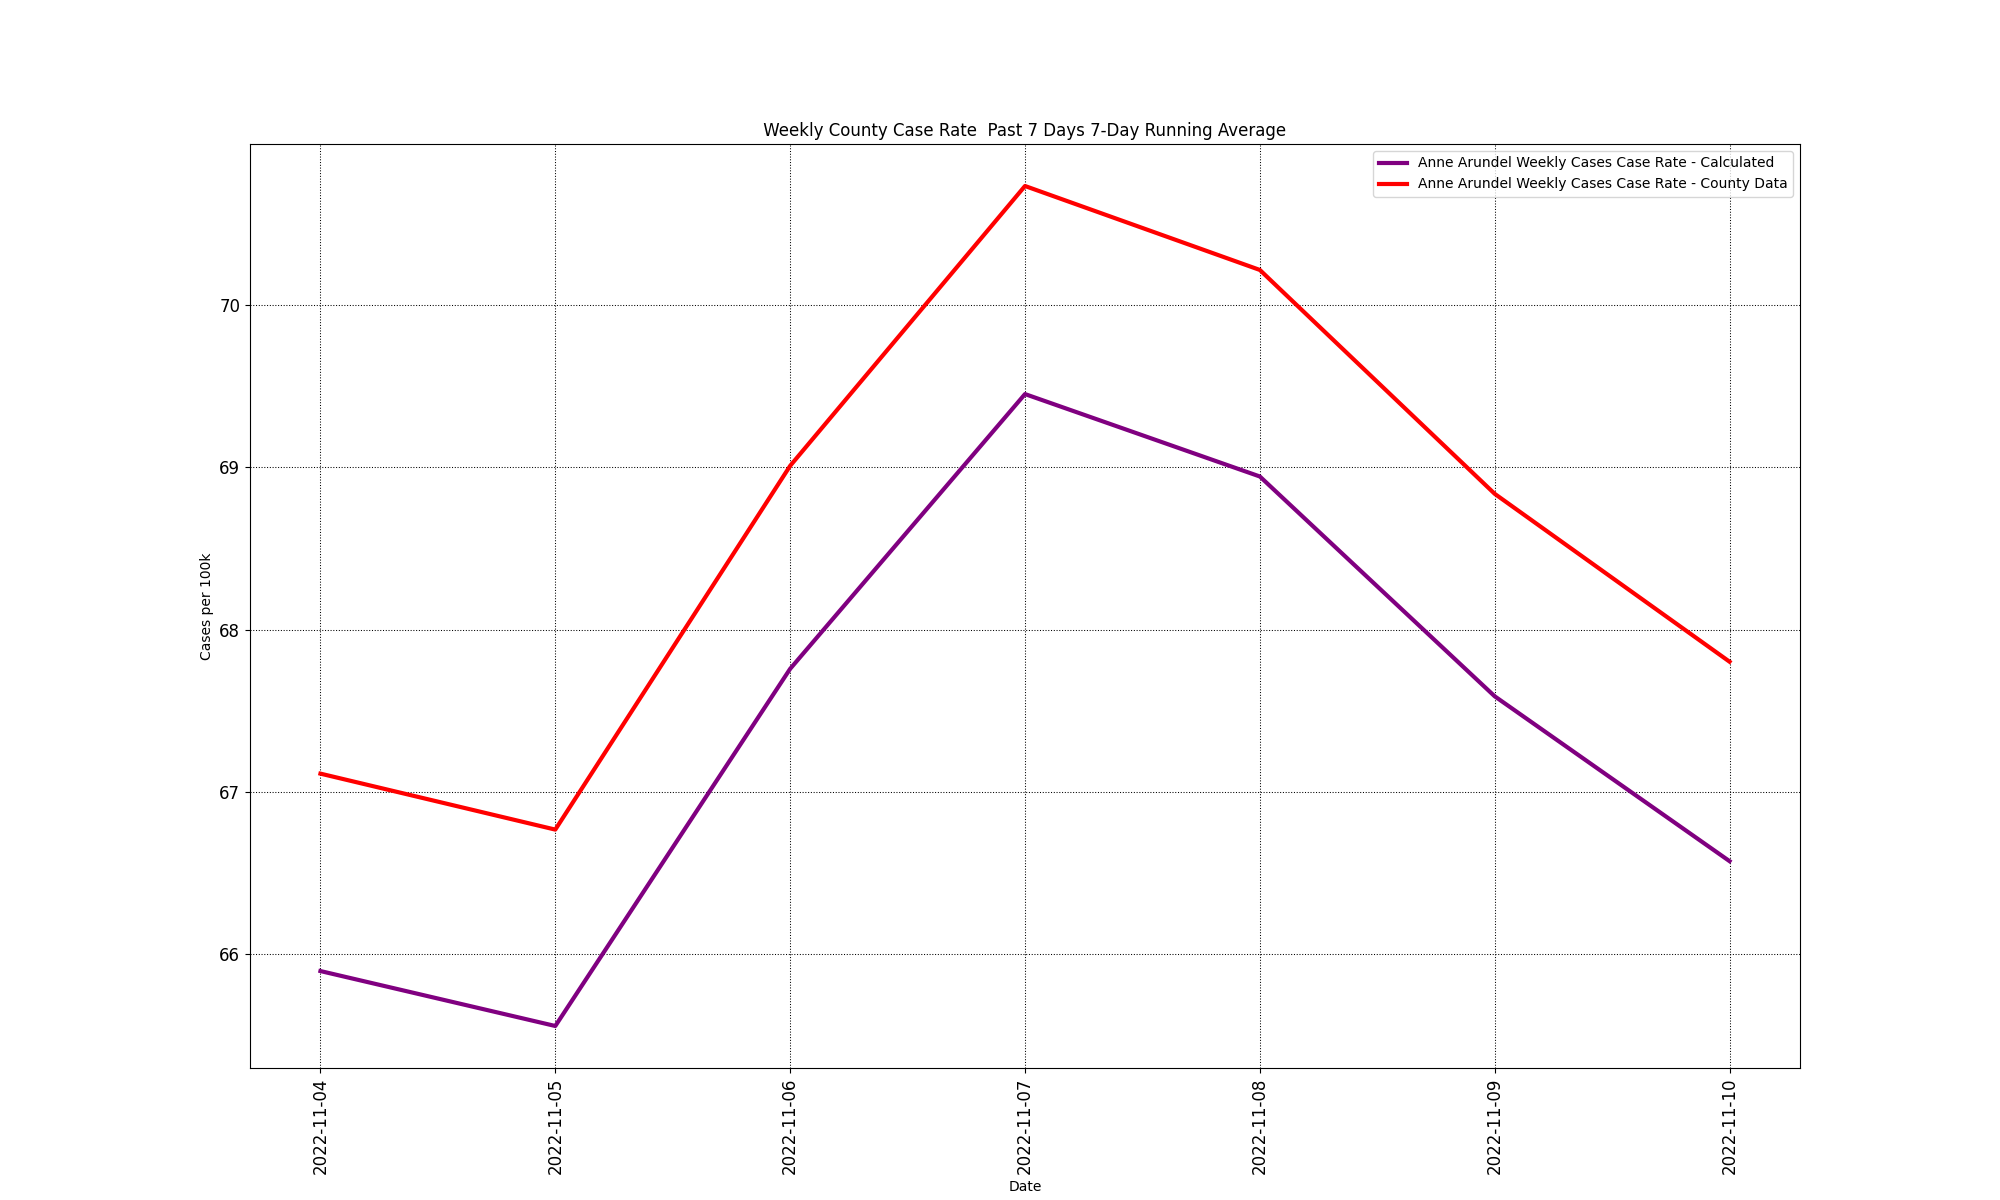 Weekly County Case Rate  Past 7 Days 7-Day Running Average
Anne Arundel Weekly Cases Case Rate - Calculated
Anne Arundel Weekly Cases Case Rate - County Data
70
69
68
67
66
Cases per 100k
2022-11-04
2022-11-05
2022-11-06
2022-11-07
2022-11-08
2022-11-09
2022-11-10
Date